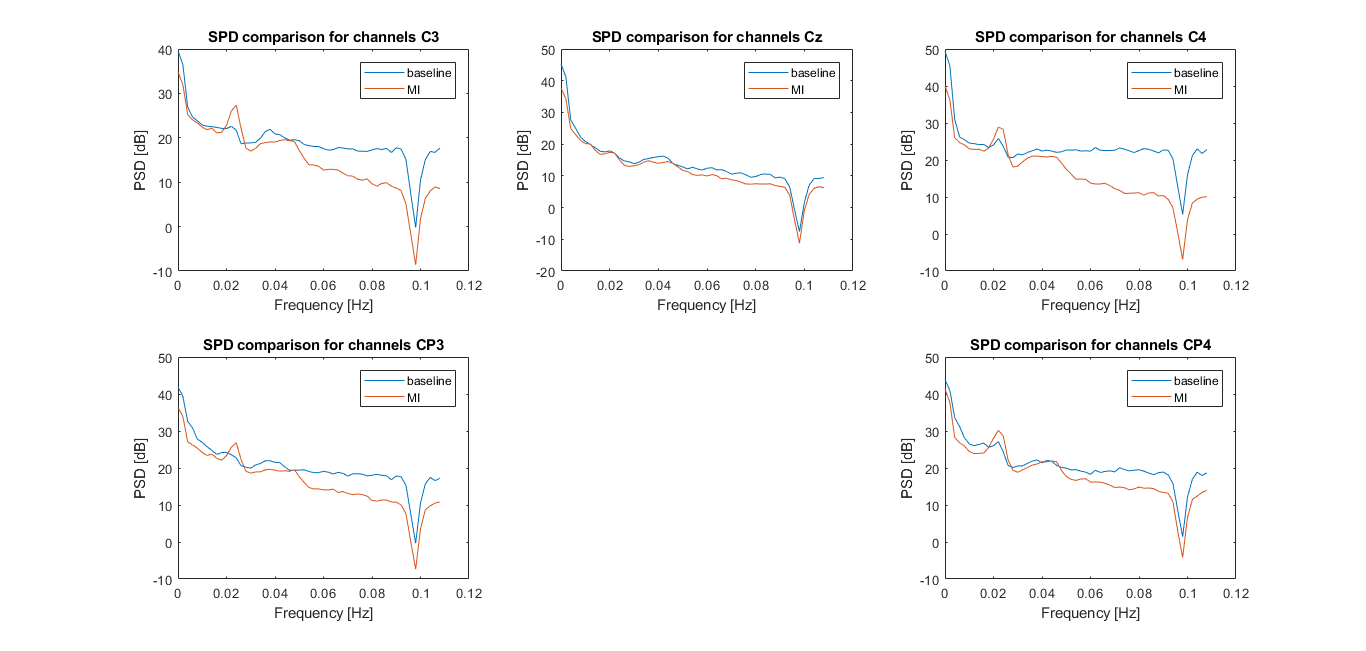 SPD comparison for channels C3
40
30
20
10
0
-10
PSD [dB]
baseline
MI
0 0.02 0.04 0.06 0.08 0.1 0.12
Frequency [Hz]
SPD comparison for channels Cz
50
40
30
20
10
0
-10
-20
PSD [dB]
baseline
MI
0 0.02 0.04 0.06 0.08 0.1 0.12
Frequency [Hz]
SPD comparison for channels C4
50
40
30
20
10
0
-10
PSD [dB]
baseline
MI
0 0.02 0.04 0.06 0.08 0.1 0.12
Frequency [Hz]
SPD comparison for channels CP3
50
40
30
20
10
0
-10
PSD [dB]
baseline
MI
0 0.02 0.04 0.06 0.08 0.1 0.12
Frequency [Hz]
SPD comparison for channels CP4
50
40
30
20
10
0
-10
PSD [dB]
baseline
MI
0 0.02 0.04 0.06 0.08 0.1 0.12
Frequency [Hz]